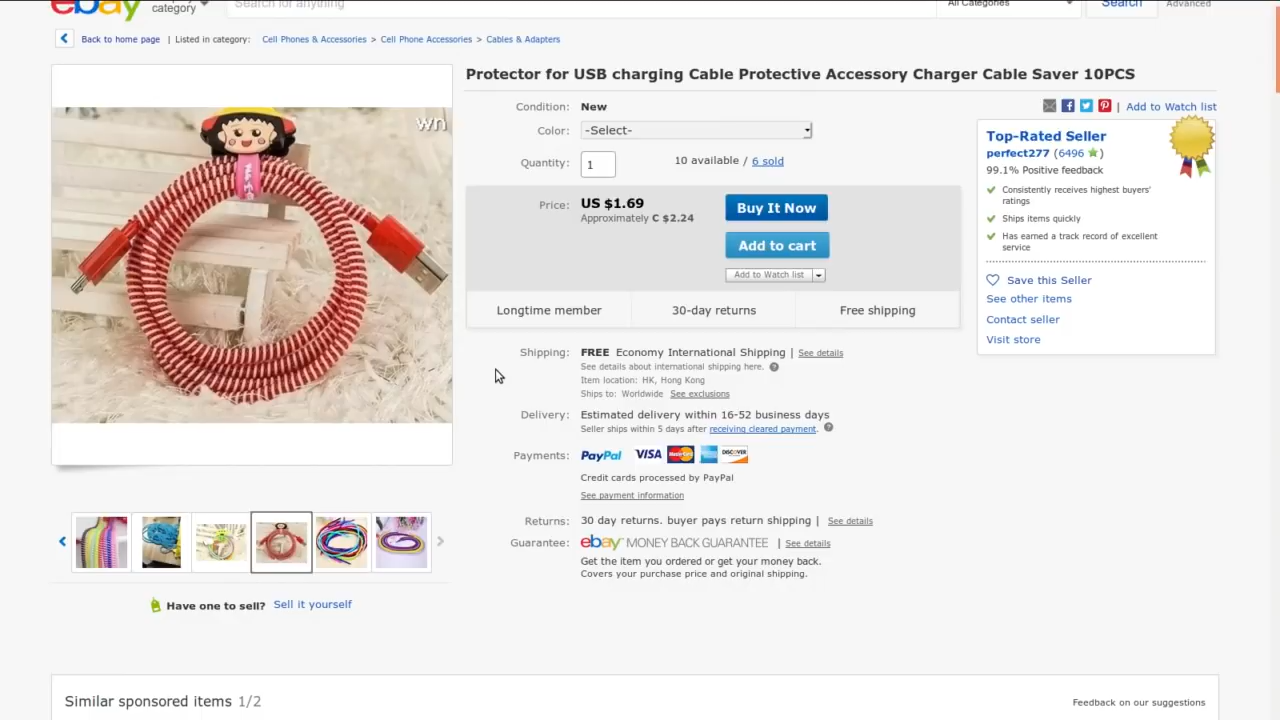 ebay
category
Search for anything
All Categories
Search
Advanced
Back to home page | Listed in category: Cell Phones & Accessories > Cell Phone Accessories > Cables & Adapters
Protector for USB charging Cable Protective Accessory Charger Cable Saver 10PCS
Condition: New
| Add to Watch list
Color: -Select-
Quantity: 1
10 available / 6 sold
Price: US $1.69
Approximately C $2.24
Buy It Now
Add to cart
Add to Watch list
Longtime member
30-day returns
Free shipping
Shipping: FREE Economy International Shipping | See details
See details about international shipping here.
Item location: HK, Hong Kong
Ships to: Worldwide See exclusions
Delivery: Estimated delivery within 16-52 business days
Seller ships within 5 days after receiving cleared payment.
Payments: PayPal VISA MasterCard DISCOVER
Credit cards processed by PayPal
See payment information
Returns: 30 day returns. buyer pays return shipping | See details
Guarantee: ebay MONEY BACK GUARANTEE | See details
Get the item you ordered or get your money back.
Covers your purchase price and original shipping.
Top-Rated Seller
perfect277 (6496)
99.1% Positive feedback
Consistently receives highest buyers'
ratings
Ships items quickly
Has earned a track record of excellent
service
Save this Seller
See other items
Contact seller
Visit store
wn
Have one to sell? Sell it yourself
Similar sponsored items 1/2
Feedback on our suggestions